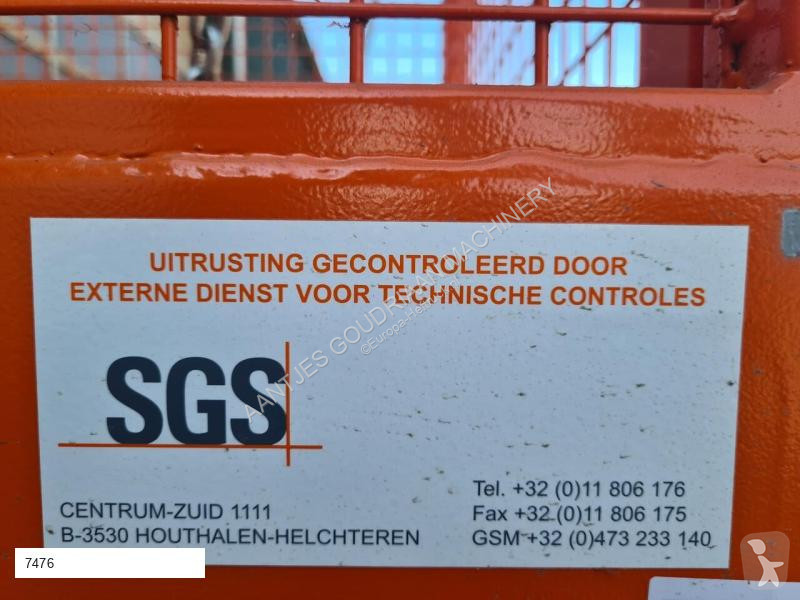 UITRUSTING GECONTROLEERD DOOR
EXTERNE DIENST VOOR TECHNISCHE CONTROLES
SGS
CENTRUM-ZUID 1111
B-3530 HOUTHALEN-HELCHTEREN
Tel. +32 (0)11 806 176
Fax +32 (0)11 806 175
GSM +32 (0)473 233 140
7476